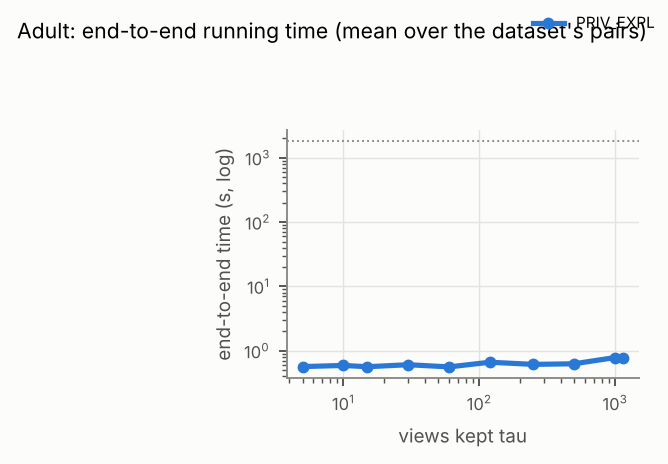 Adult: end-to-end running time (mean over the dataset's pairs)
PRIV_EXPL
end-to-end time (s, log)
10³
10²
10¹
10⁰
10¹ 10² 10³
views kept tau